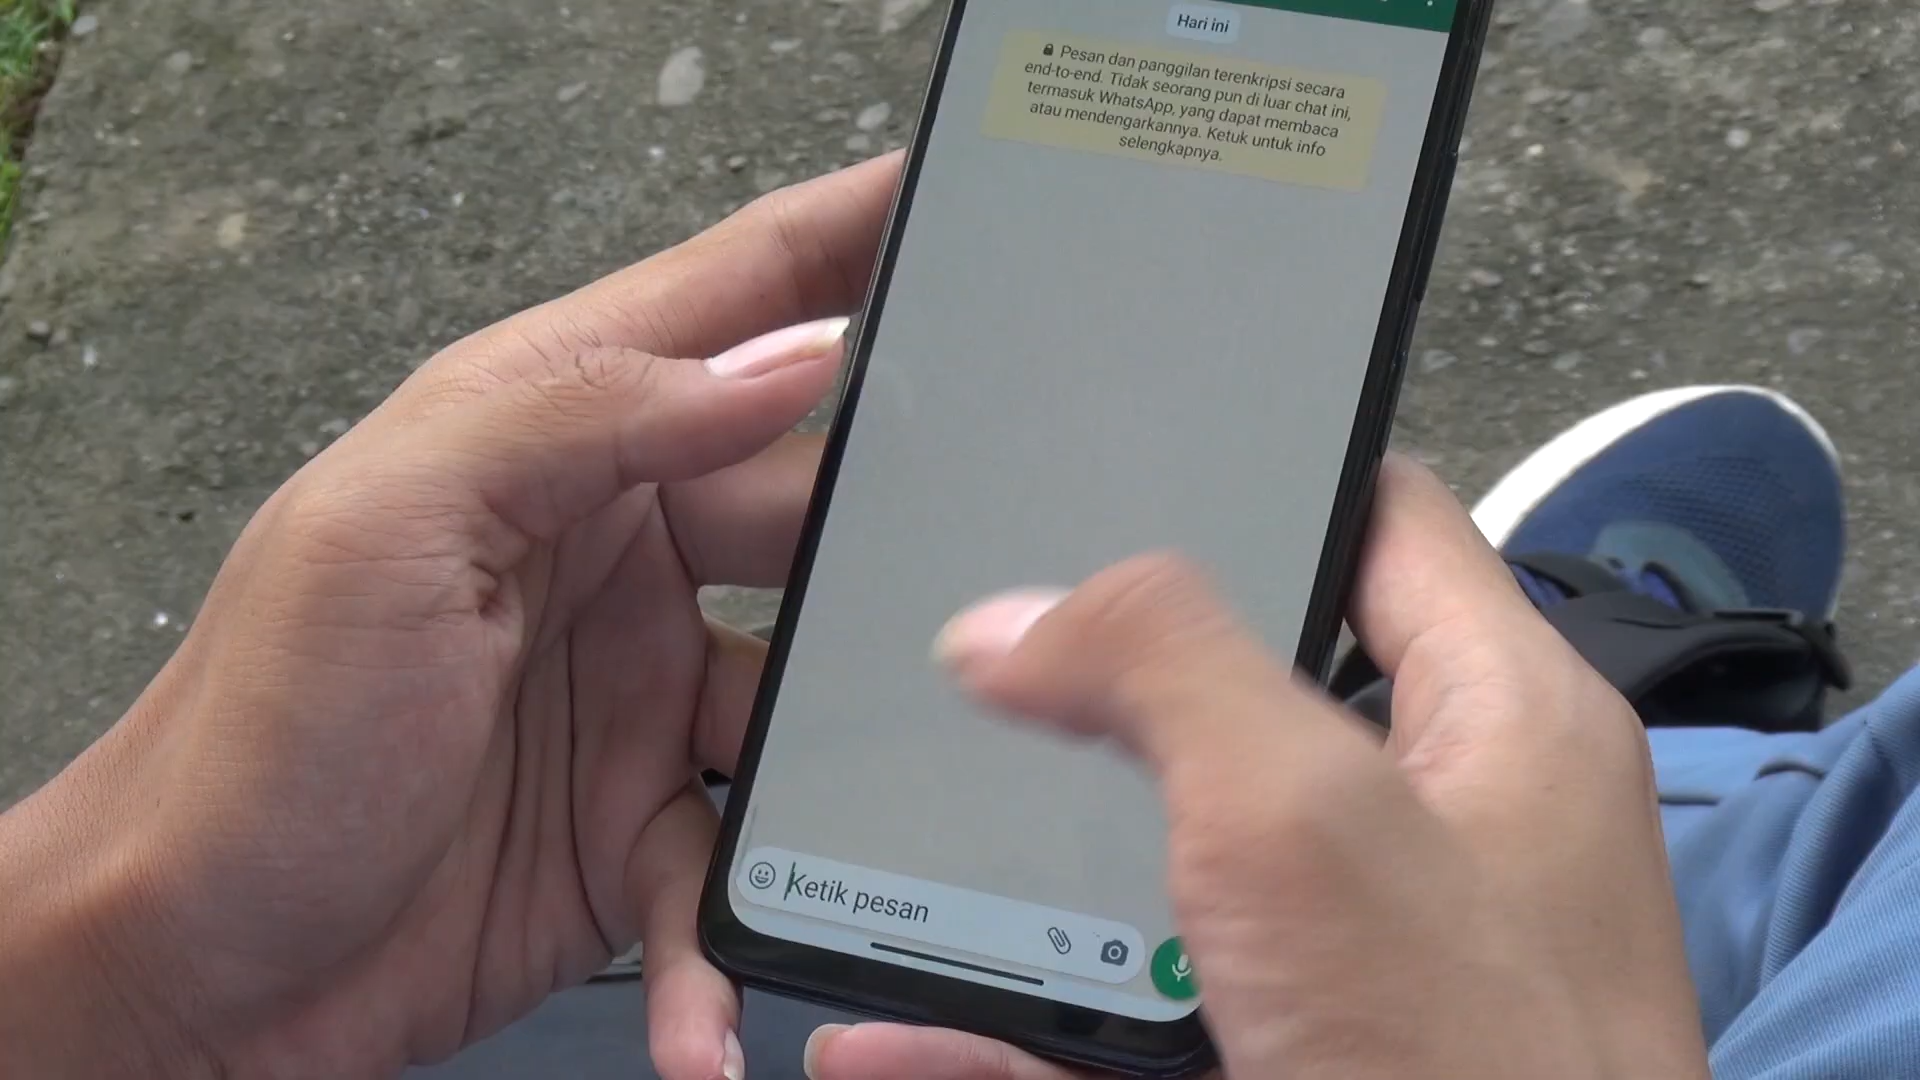 Hari ini
Pesan dan panggilan terenkripsi secara
end-to-end. Tidak seorang pun di luar chat ini,
termasuk WhatsApp, yang dapat membaca
atau mendengarkannya. Ketuk untuk info
selengkapnya.
Ketik pesan